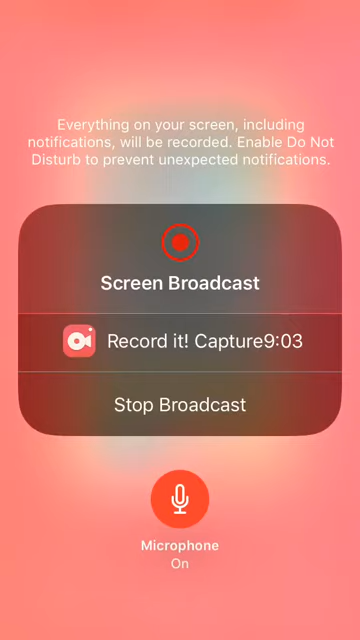 Everything on your screen, including
notifications, will be recorded. Enable Do Not
Disturb to prevent unexpected notifications.
Screen Broadcast
Record it! Capture9:03
Stop Broadcast
Microphone
On